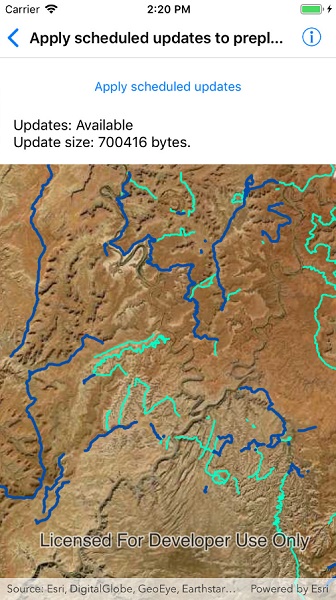 Carrier 2:20 PM
Apply scheduled updates to prepl...
Apply scheduled updates
Updates: Available
Update size: 700416 bytes.
Licensed For Developer Use Only
Source: Esri, DigitalGlobe, GeoEye, Earthstar... Powered by Esri